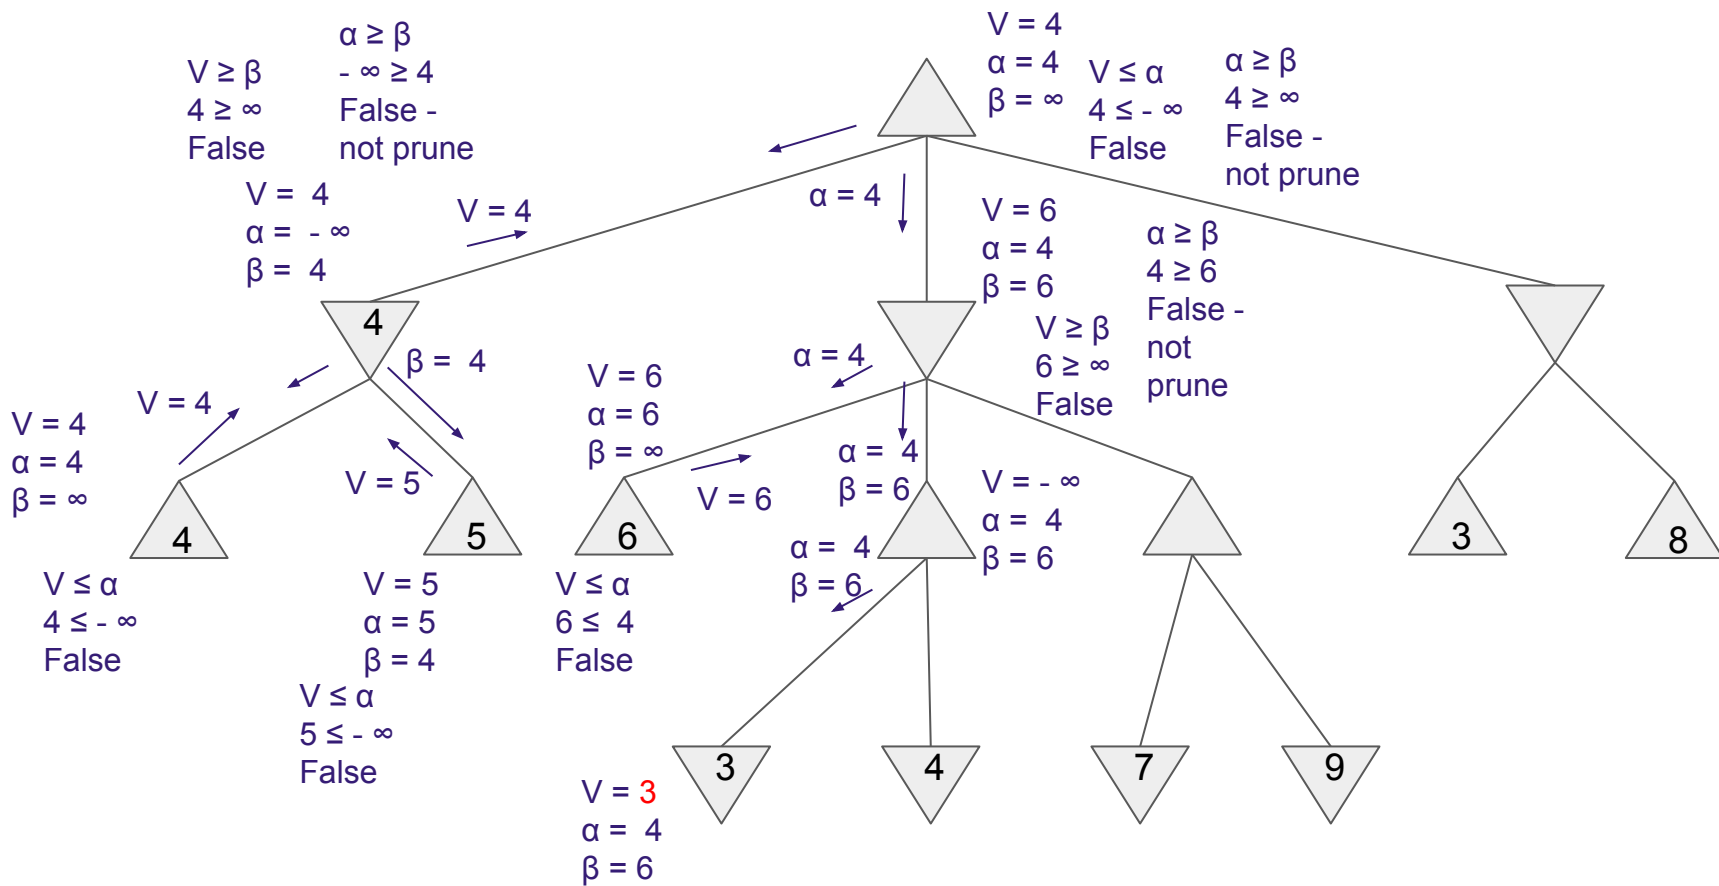 V ≥ β
4 ≥ ∞
False
α ≥ β
- ∞ ≥ 4
False -
not prune
V = 4
α = 4
β = ∞
V ≤ α
4 ≤ - ∞
False
α ≥ β
4 ≥ ∞
False -
not prune
V = 4
α = - ∞
β = 4
V = 4
α = 4
V = 6
α = 4
β = 6
α ≥ β
4 ≥ 6
False -
not
prune
V ≥ β
6 ≥ ∞
False
4
β = 4
V = 4
V = 4
α = 4
β = ∞
V = 5
α = 4
V = 6
α = 6
β = ∞
V = 6
α = 4
β = 6
V = - ∞
α = 4
β = 6
4
5
6
3
8
V ≤ α
4 ≤ - ∞
False
V = 5
α = 5
β = 4
V ≤ α
5 ≤ - ∞
False
V ≤ α
6 ≤ 4
False
α = 4
β = 6
3
4
7
9
V = 3
α = 4
β = 6